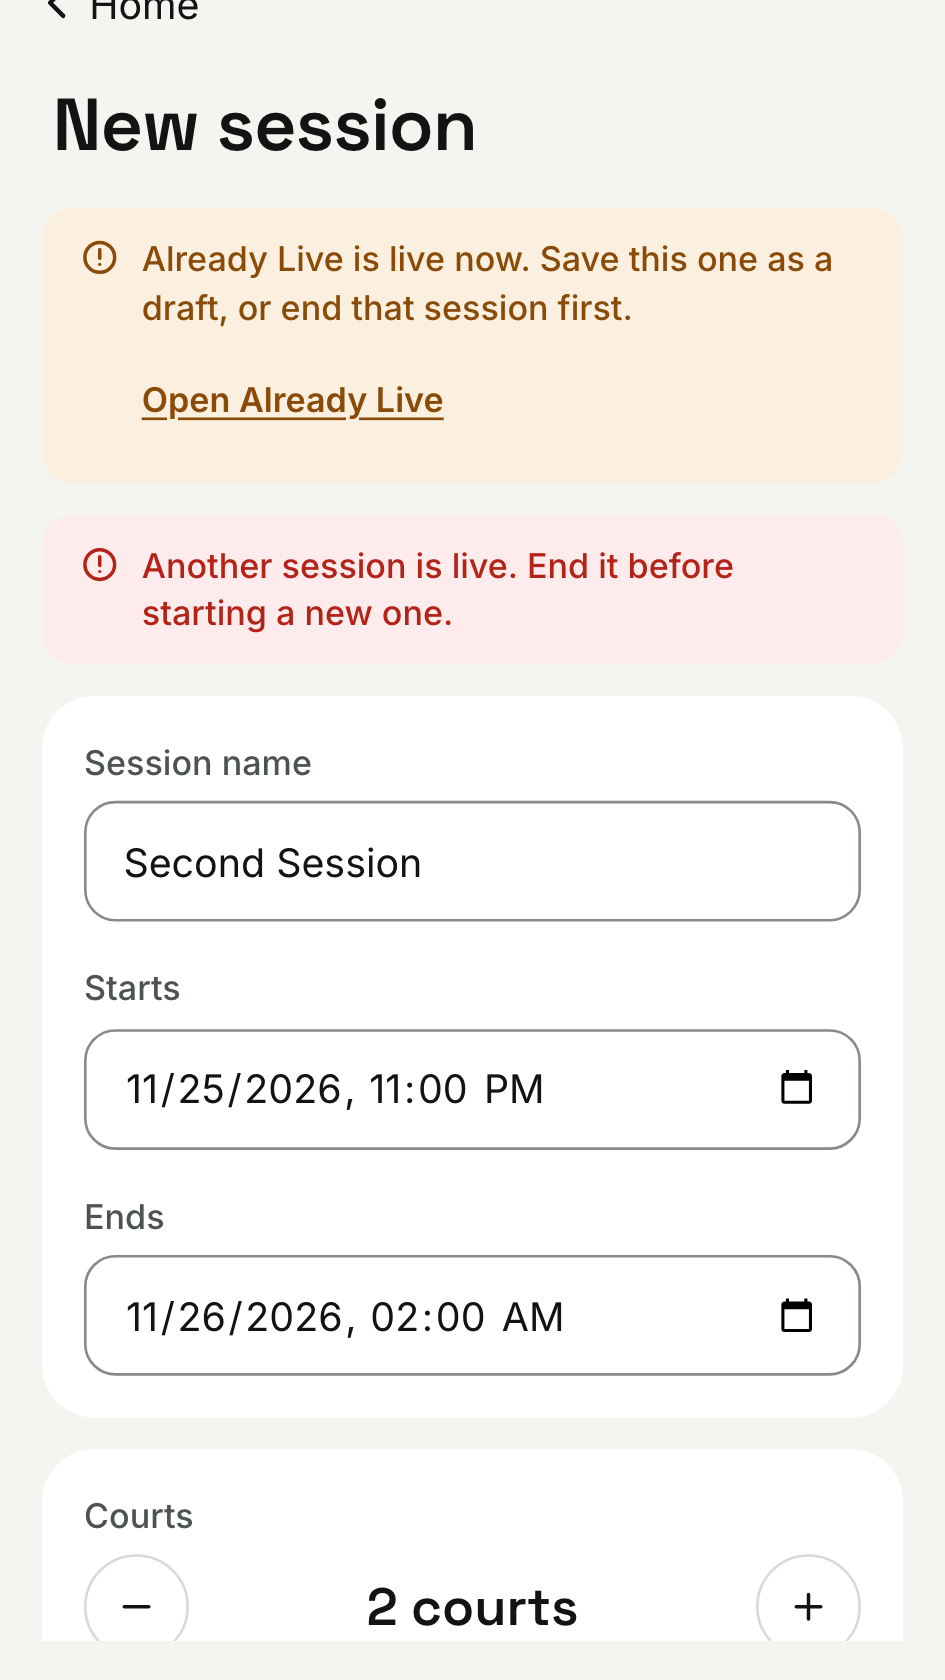 Home
New session
Already Live is live now. Save this one as a
draft, or end that session first.
Open Already Live
Another session is live. End it before
starting a new one.
Session name
Second Session
Starts
11/25/2026, 11:00 PM
Ends
11/26/2026, 02:00 AM
Courts
2 courts